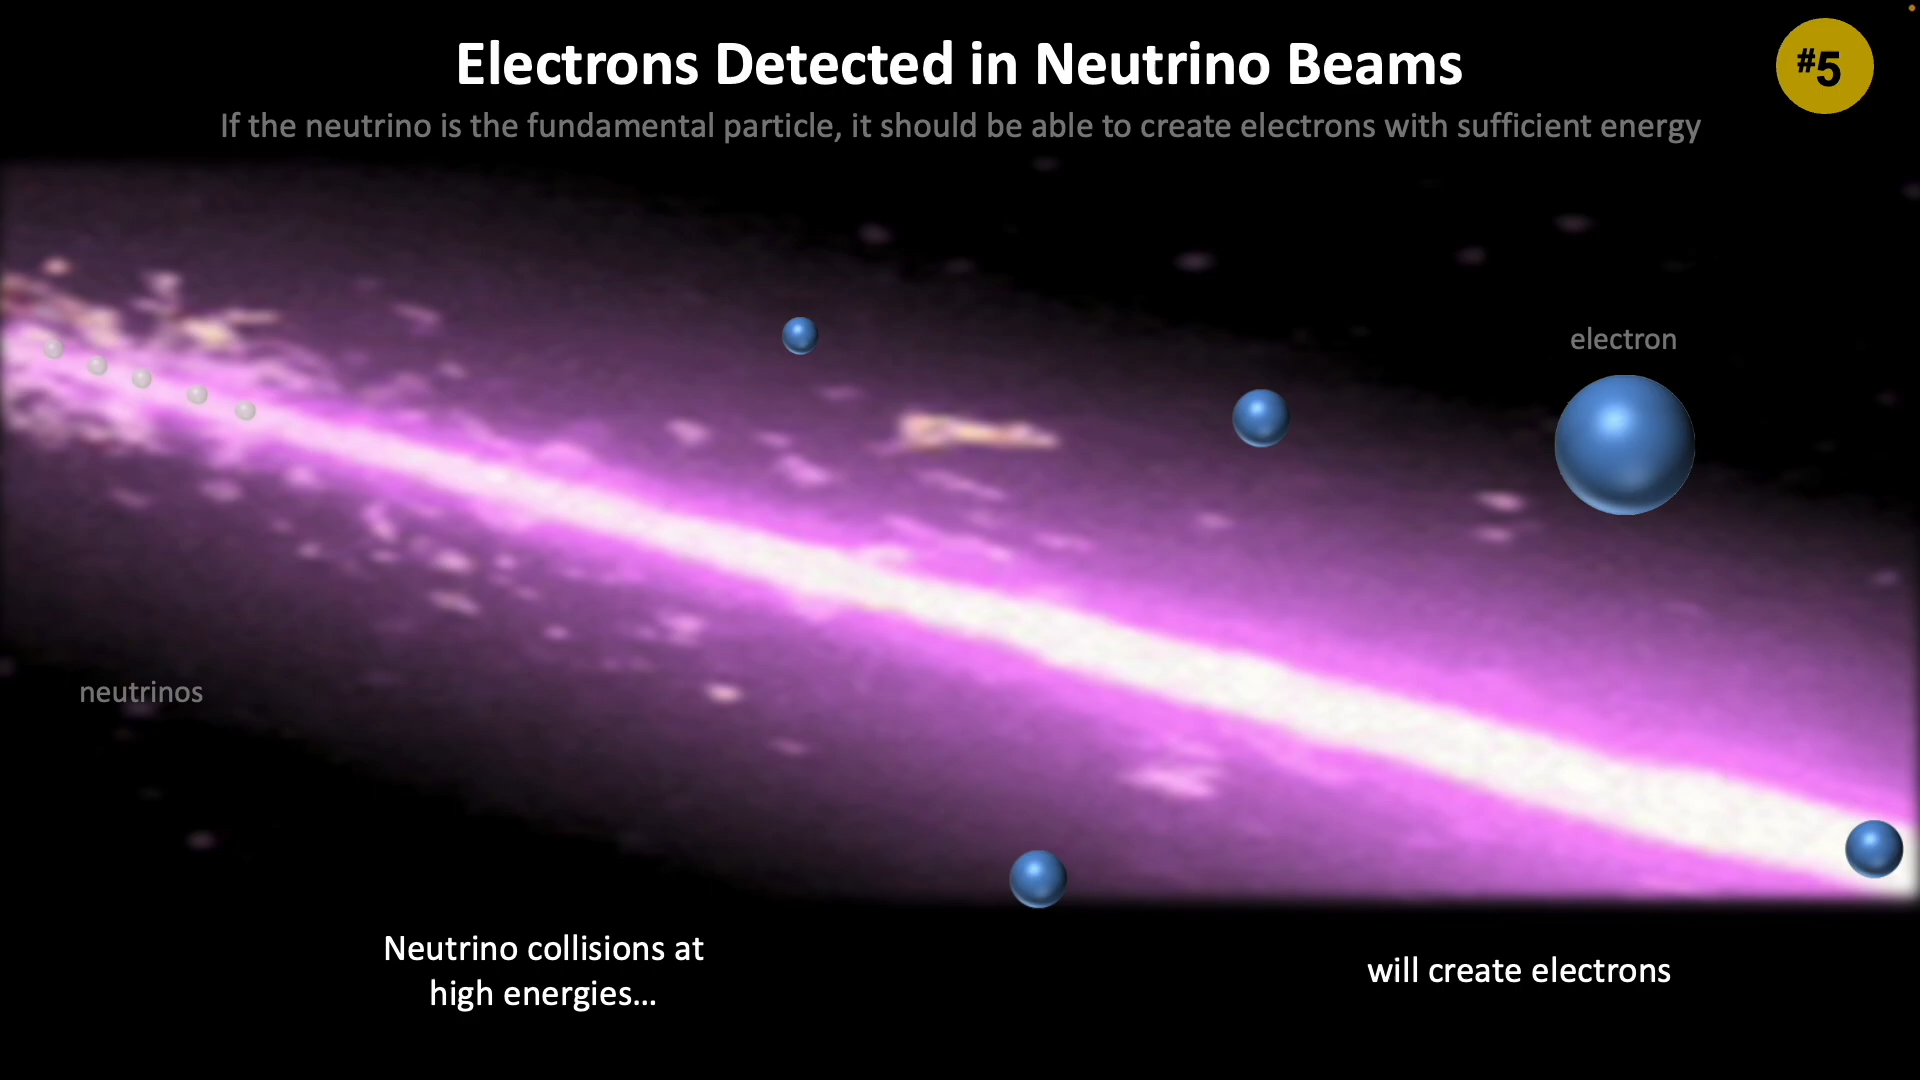 Electrons Detected in Neutrino Beams
#5
If the neutrino is the fundamental particle, it should be able to create electrons with sufficient energy
electron
neutrinos
Neutrino collisions at
high energies...
will create electrons